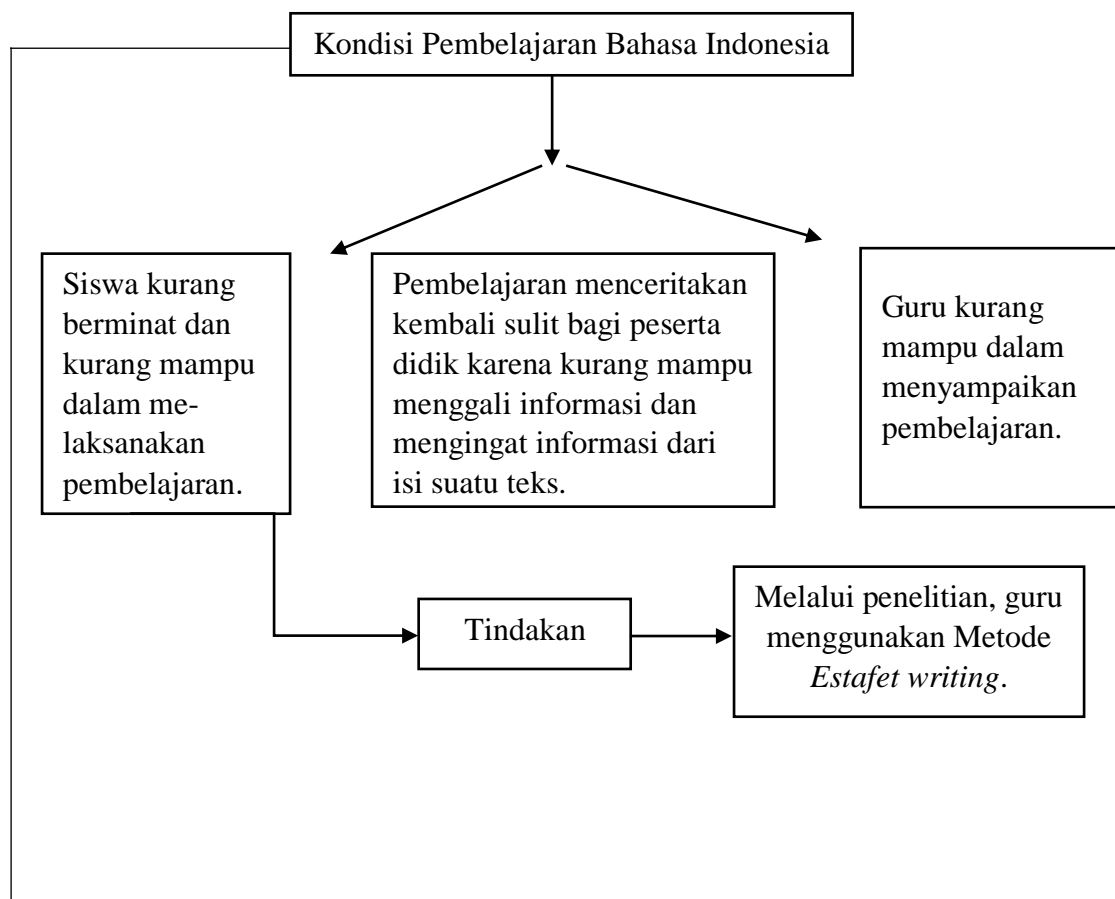 Kondisi Pembelajaran Bahasa Indonesia
Siswa kurang
berminat dan
kurang mampu
dalam me-
laksanakan
pembelajaran.
Pembelajaran menceritakan
kembali sulit bagi peserta
didik karena kurang mampu
menggali informasi dan
mengingat informasi dari
isi suatu teks.
Guru kurang
mampu dalam
menyampaikan
pembelajaran.
Tindakan
Melalui penelitian, guru
menggunakan Metode
Estafet writing.